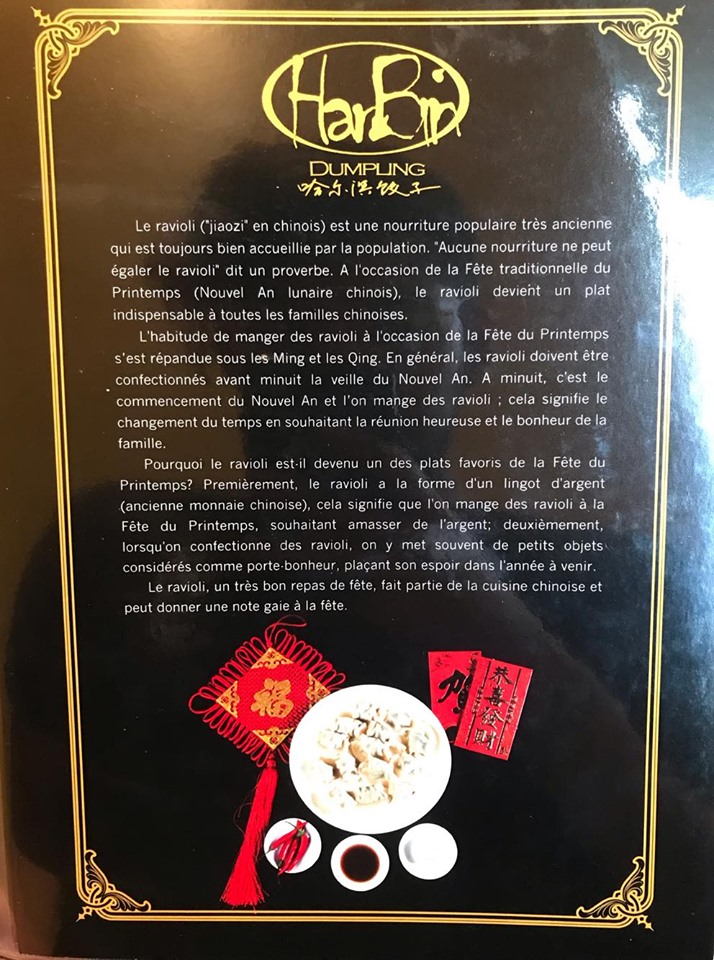 HarBin
DUMPLING
哈尔滨饺子
Le ravioli ("jiaozi" en chinois) est une nourriture populaire très ancienne
qui est toujours bien accueillie par la population. "Aucune nourriture ne peut
égaler le ravioli" dit un proverbe. A l'occasion de la Fête traditionnelle du
Printemps (Nouvel An lunaire chinois), le ravioli devient un plat
indispensable à toutes les familles chinoises.
L'habitude de manger des ravioli à l'occasion de la Fête du Printemps
s'est répandue sous les Ming et les Qing. En général, les ravioli doivent être
confectionnés avant minuit la veille du Nouvel An. A minuit, c'est le
commencement du Nouvel An et l'on mange des ravioli ; cela signifie le
changement du temps en souhaitant la réunion heureuse et le bonheur de la
famille.
Pourquoi le ravioli est-il devenu un des plats favoris de la Fête du
Printemps? Premièrement, le ravioli a la forme d'un lingot d'argent
(ancienne monnaie chinoise), cela signifie que l'on mange des ravioli à la
Fête du Printemps, souhaitant amasser de l'argent; deuxièmement,
lorsqu'on confectionne des ravioli, on y met souvent de petits objets
considérés comme porte-bonheur, plaçant son espoir dans l'année à venir.
Le ravioli, un très bon repas de fête, fait partie de la cuisine chinoise et
peut donner une note gaie à la fête.
福
恭喜發財